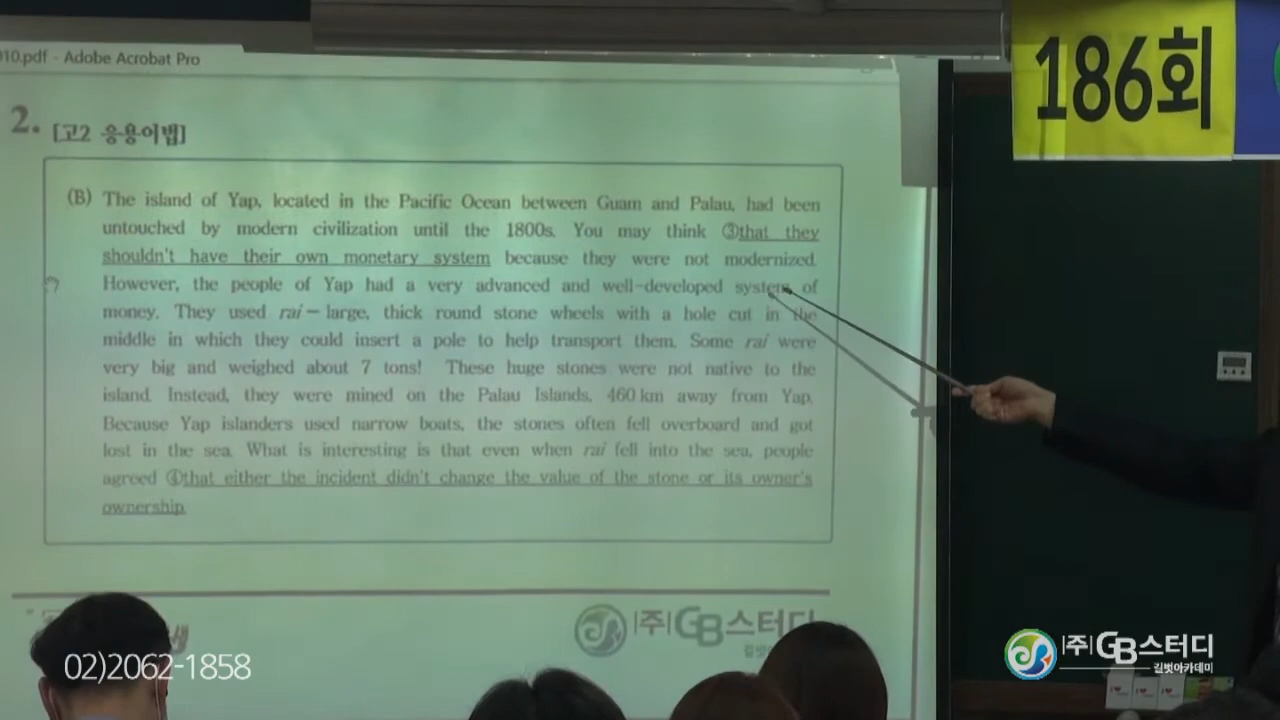 010.pdf - Adobe Acrobat Pro
186회
2. [고2 응용어법]
(B) The island of Yap, located in the Pacific Ocean between Guam and Palau, had been
untouched by modern civilization until the 1800s. You may think ③that they
shouldn't have their own monetary system because they were not modernized.
However, the people of Yap had a very advanced and well-developed system of
money. They used rai - large, thick round stone wheels with a hole cut in the
middle in which they could insert a pole to help transport them. Some rai were
very big and weighed about 7 tons! These huge stones were not native to the
island. Instead, they were mined on the Palau Islands, 460 km away from Yap.
Because Yap islanders used narrow boats, the stones often fell overboard and got
lost in the sea. What is interesting is that even when rai fell into the sea, people
agreed ④that either the incident didn't change the value of the stone or its owner's
ownership.
(주)GB스터디
02)2062-1858
(주)GB스터디
길벗아카데미